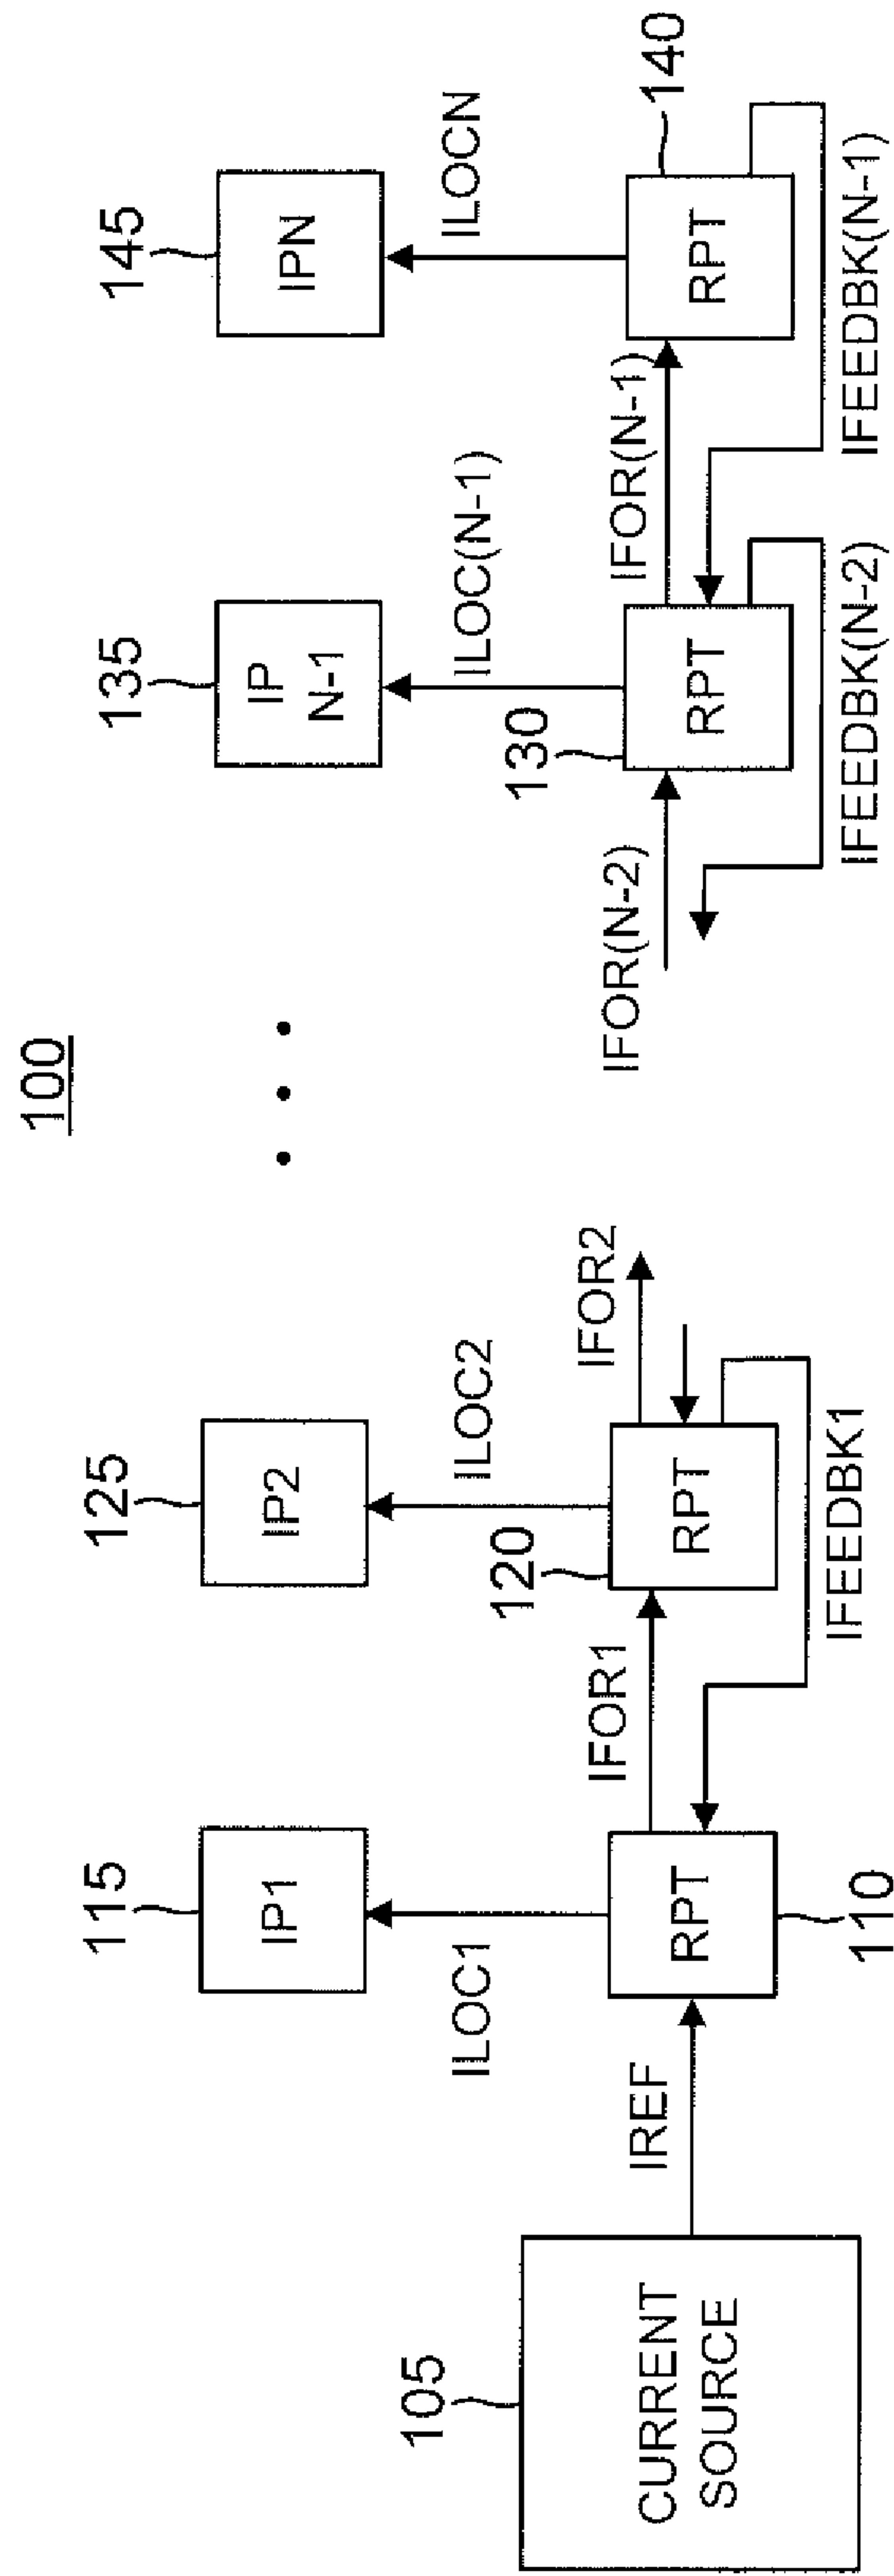 100
115
IP1
125
IP2
135
IP
N-1
145
IPN
ILOC1
ILOC2
ILOC(N-1)
ILOCN
105
CURRENT
SOURCE
IREF
RPT
110
IFOR1
120
RPT
IFOR2
IFEEDBK1
IFOR(N-2)
130
RPT
IFOR(N-1)
RPT
140
IFEEDBK(N-2)
IFEEDBK(N-1)